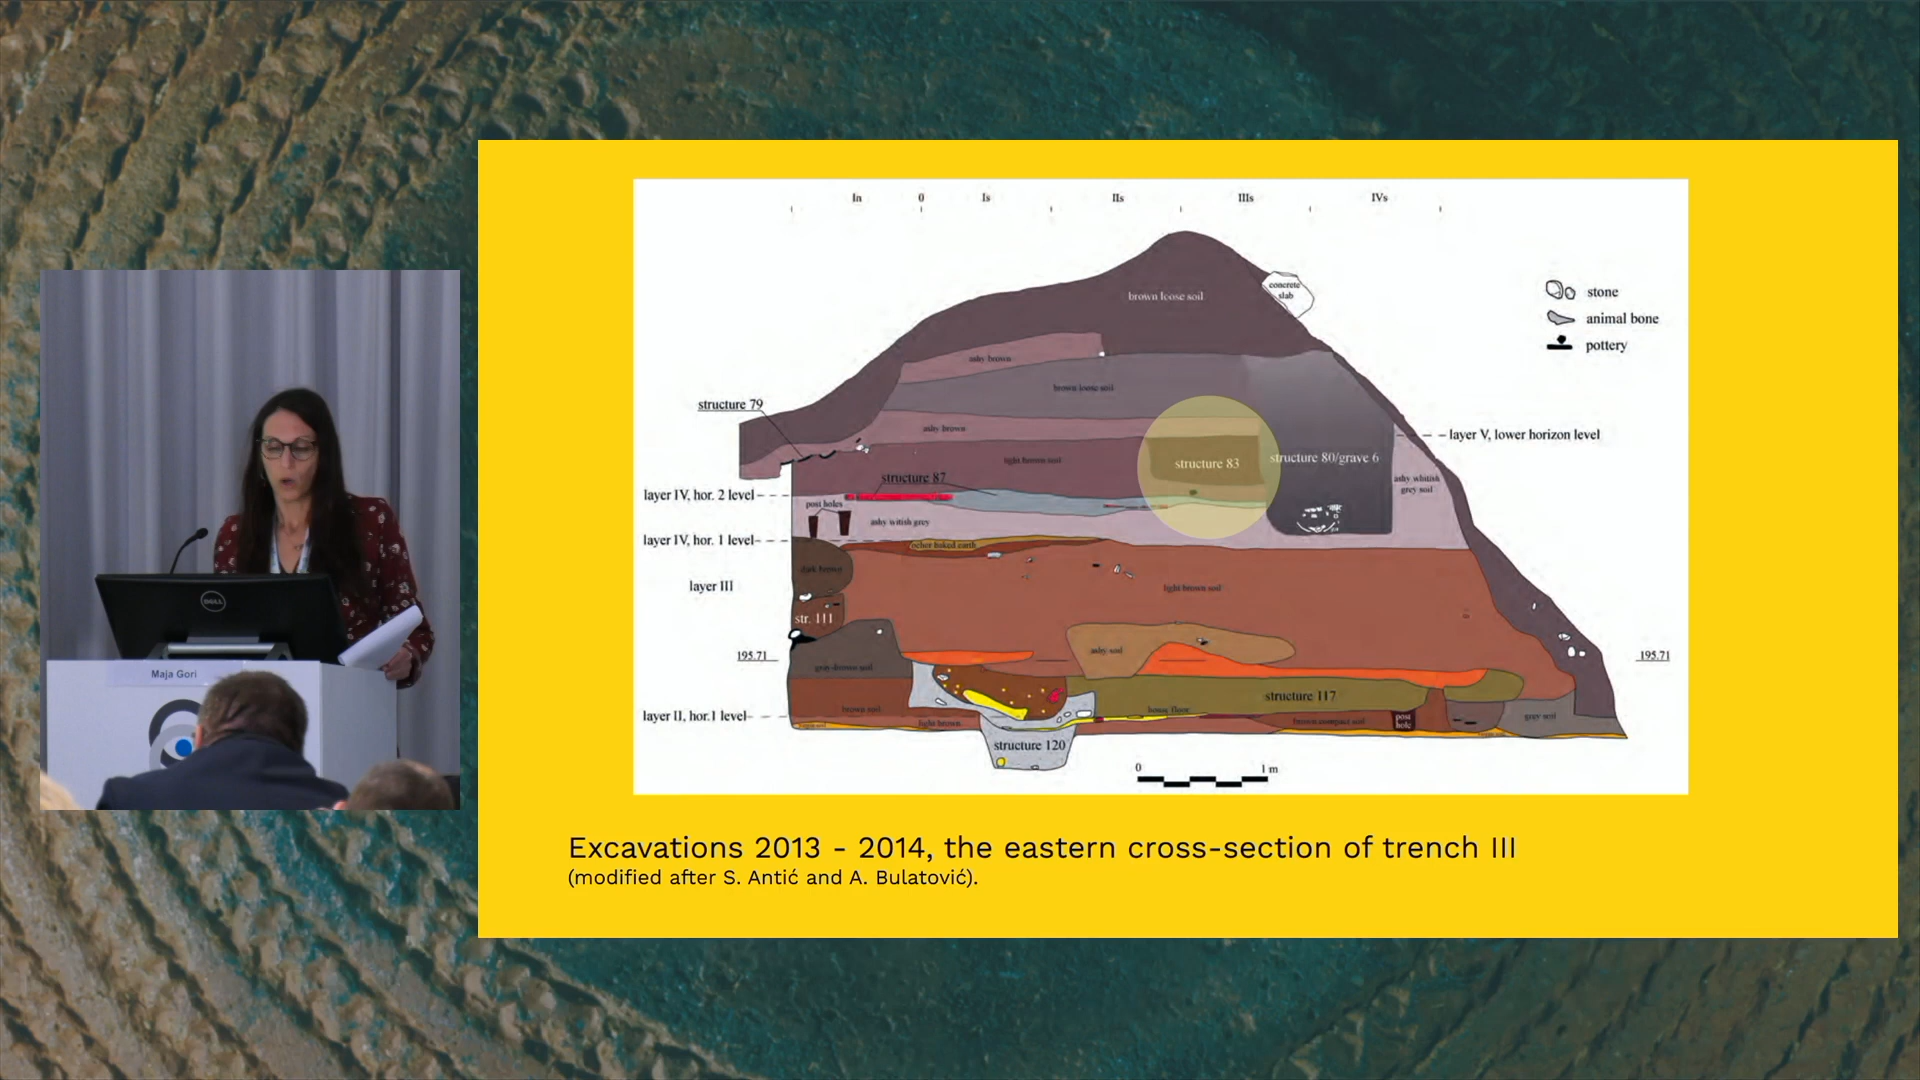 In 0 Is IIs IIIs IVs
brown loose soil
concrete
slab
stone
animal bone
pottery
ashy brown
brown loose soil
structure 79
ashy brown
layer V, lower horizon level
light brown soil
structure 83
structure 80/grave 6
structure 87
ashy whitish
grey soil
layer IV, hor. 2 level
post holes
ashy witish grey
layer IV, hor. 1 level
ocher baked earth
dark brown
layer III
light brown soil
str. 111
ashy soil
195.71
195.71
gray-brown soil
structure 117
brown soil
house floor
layer II, hor.1 level
light brown
brown compact soil
post
hole
gray soil
structure 120
0 1 m
DELL
Maja Gori
Excavations 2013 - 2014, the eastern cross-section of trench III
(modified after S. Antić and A. Bulatović).